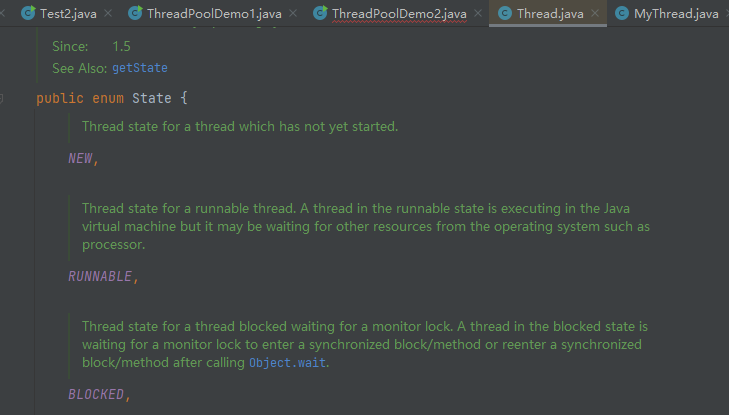 Test2.java × ThreadPoolDemo1.java × ThreadPoolDemo2.java × Thread.java × MyThread.java
Since: 1.5
See Also: getState
public enum State {
Thread state for a thread which has not yet started.
NEW,
Thread state for a runnable thread. A thread in the runnable state is executing in the Java
virtual machine but it may be waiting for other resources from the operating system such as
processor.
RUNNABLE,
Thread state for a thread blocked waiting for a monitor lock. A thread in the blocked state is
waiting for a monitor lock to enter a synchronized block/method or reenter a synchronized
block/method after calling Object.wait.
BLOCKED,